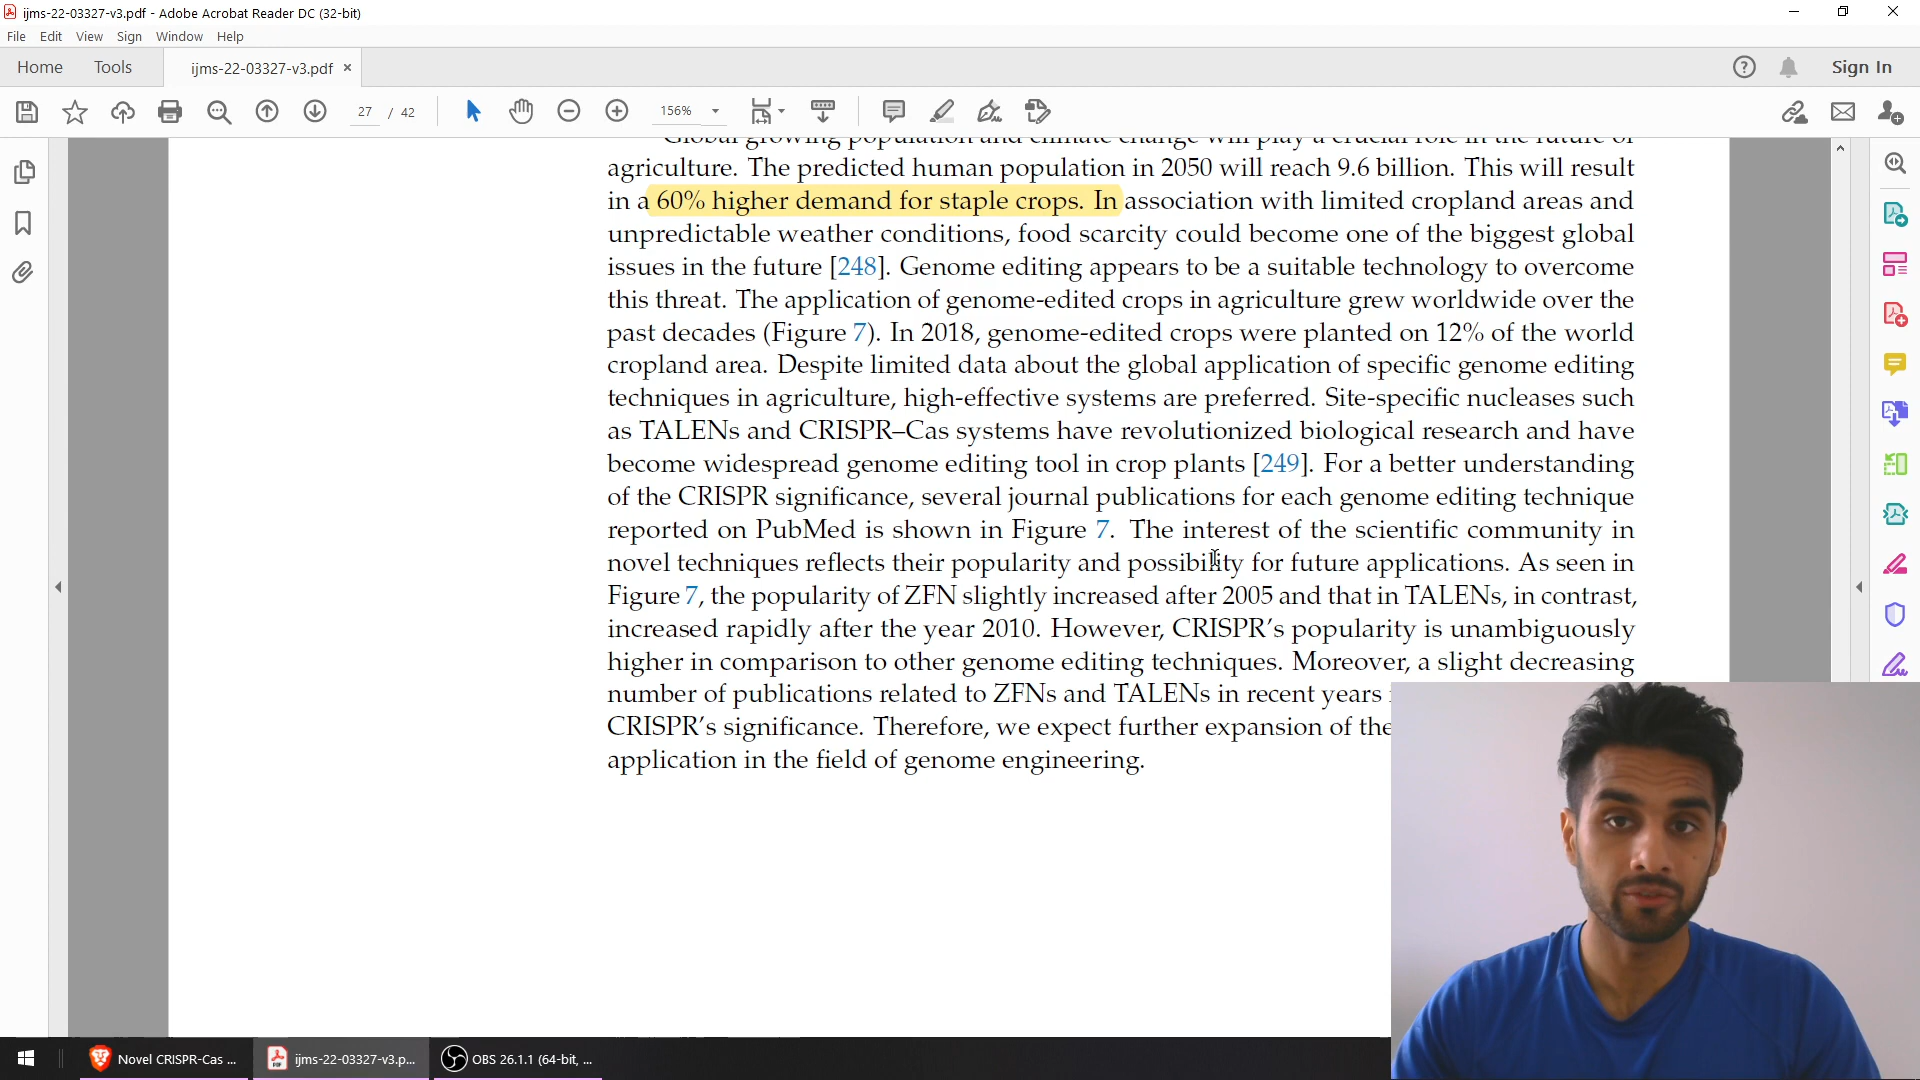 ijms-22-03327-v3.pdf - Adobe Acrobat Reader DC (32-bit)
File Edit View Sign Window Help
Home Tools ijms-22-03327-v3.pdf × Sign In
27 / 42 156%
Global growing population and climate change will play a crucial role in the future of
agriculture. The predicted human population in 2050 will reach 9.6 billion. This will result
in a 60% higher demand for staple crops. In association with limited cropland areas and
unpredictable weather conditions, food scarcity could become one of the biggest global
issues in the future [248]. Genome editing appears to be a suitable technology to overcome
this threat. The application of genome-edited crops in agriculture grew worldwide over the
past decades (Figure 7). In 2018, genome-edited crops were planted on 12% of the world
cropland area. Despite limited data about the global application of specific genome editing
techniques in agriculture, high-effective systems are preferred. Site-specific nucleases such
as TALENs and CRISPR–Cas systems have revolutionized biological research and have
become widespread genome editing tool in crop plants [249]. For a better understanding
of the CRISPR significance, several journal publications for each genome editing technique
reported on PubMed is shown in Figure 7. The interest of the scientific community in
novel techniques reflects their popularity and possibility for future applications. As seen in
Figure 7, the popularity of ZFN slightly increased after 2005 and that in TALENs, in contrast,
increased rapidly after the year 2010. However, CRISPR's popularity is unambiguously
higher in comparison to other genome editing techniques. Moreover, a slight decreasing
number of publications related to ZFNs and TALENs in recent years
CRISPR's significance. Therefore, we expect further expansion of the
application in the field of genome engineering.
Novel CRISPR-Cas ... ijms-22-03327-v3.p... OBS 26.1.1 (64-bit, ...